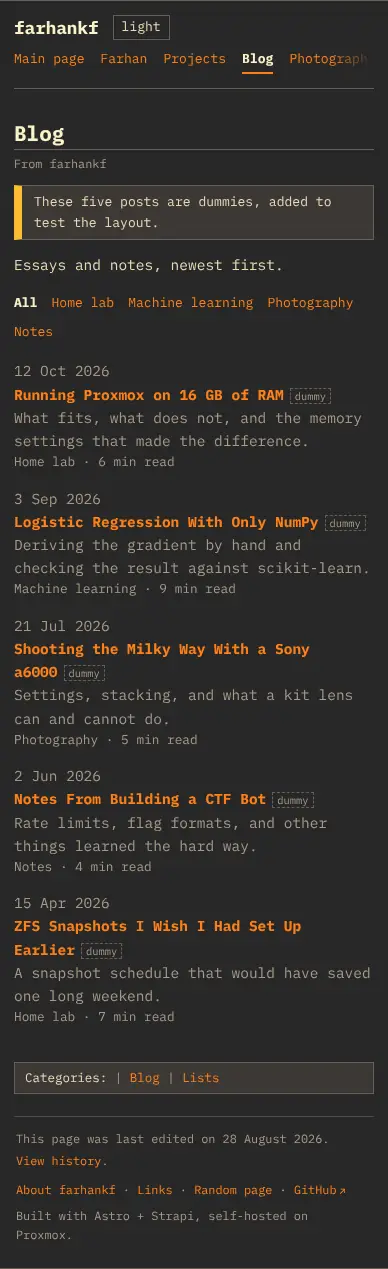 farhankf light
Main page Farhan Projects Blog Photograph
Blog
From farhankf
These five posts are dummies, added to
test the layout.
Essays and notes, newest first.
All Home lab Machine learning Photography
Notes
12 Oct 2026
Running Proxmox on 16 GB of RAM dummy
What fits, what does not, and the memory
settings that made the difference.
Home lab · 6 min read
3 Sep 2026
Logistic Regression With Only NumPy dummy
Deriving the gradient by hand and
checking the result against scikit-learn.
Machine learning · 9 min read
21 Jul 2026
Shooting the Milky Way With a Sony
a6000 dummy
Settings, stacking, and what a kit lens
can and cannot do.
Photography · 5 min read
2 Jun 2026
Notes From Building a CTF Bot dummy
Rate limits, flag formats, and other
things learned the hard way.
Notes · 4 min read
15 Apr 2026
ZFS Snapshots I Wish I Had Set Up
Earlier dummy
A snapshot schedule that would have saved
one long weekend.
Home lab · 7 min read
Categories: | Blog | Lists
This page was last edited on 28 August 2026.
View history.
About farhankf · Links · Random page · GitHub↗
Built with Astro + Strapi, self-hosted on
Proxmox.